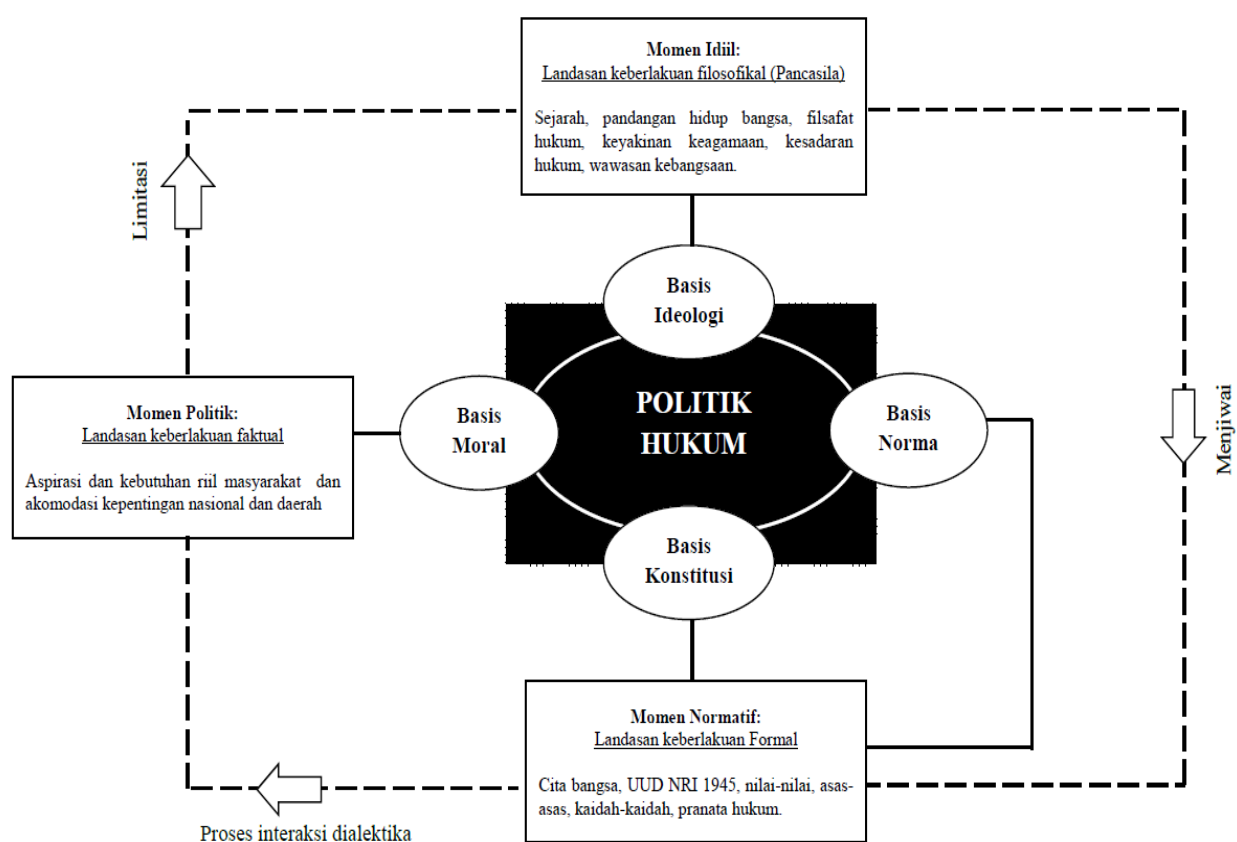 Momen Idiil:
Landasan keberlakuan filosofikal (Pancasila)
Sejarah, pandangan hidup bangsa, filsafat
hukum, keyakinan keagamaan, kesadaran
hukum, wawasan kebangsaan.
Limitasi
Menjiwai
Basis
Ideologi
POLITIK
HUKUM
Basis
Moral
Basis
Norma
Basis
Konstitusi
Momen Politik:
Landasan keberlakuan faktual
Aspirasi dan kebutuhan riil masyarakat dan
akomodasi kepentingan nasional dan daerah
Momen Normatif:
Landasan keberlakuan Formal
Cita bangsa, UUD NRI 1945, nilai-nilai, asas-
asas, kaidah-kaidah, pranata hukum.
Proses interaksi dialektika